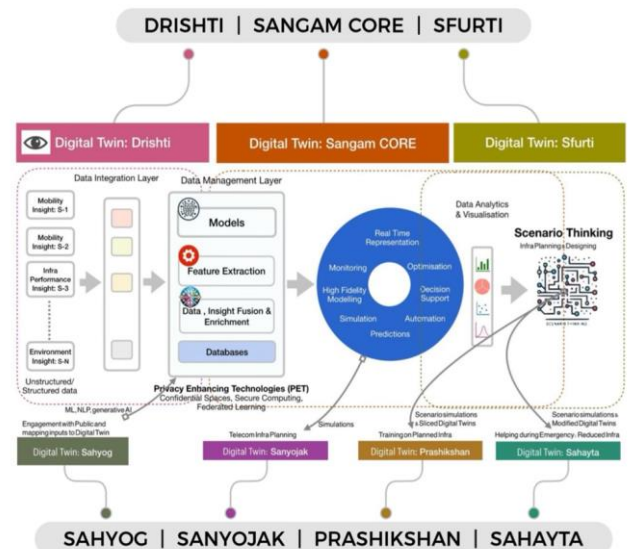 DRISHTI | SANGAM CORE | SFURTI
Digital Twin: Drishti
Digital Twin: Sangam CORE
Digital Twin: Sfurti
Data Integration Layer
Data Management Layer
Data Analytics
& Visualisation
Scenario Thinking
Infra Planning & Designing
Mobility
Insight: S-1
Mobility
Insight: S-2
Infra
Performance
Insight: S-3
Environment
Insight: S-N
Unstructured/
Structured data
Models
Feature Extraction
Data , Insight Fusion &
Enrichment
Databases
Privacy Enhancing Technologies (PET)
Confidential Spaces, Secure Computing,
Federated Learning
Real Time
Representation
Monitoring
Optimisation
High Fidelity
Modelling
Decision
Support
Simulation
Automation
Predictions
ML, NLP, generative AI
Engagement with Public and
mapping inputs to Digital Twin
Digital Twin: Sahyog
Simulations
Telecom Infra Planning
Digital Twin: Sanyojak
Scenario simulations
& Sliced Digital Twins
Training on Planned Infra
Digital Twin: Prashikshan
Scenario simulations &
Modified Digital Twins
Helping during Emergency, Reduced Infra
Digital Twin: Sahayta
SAHYOG | SANYOJAK | PRASHIKSHAN | SAHAYTA